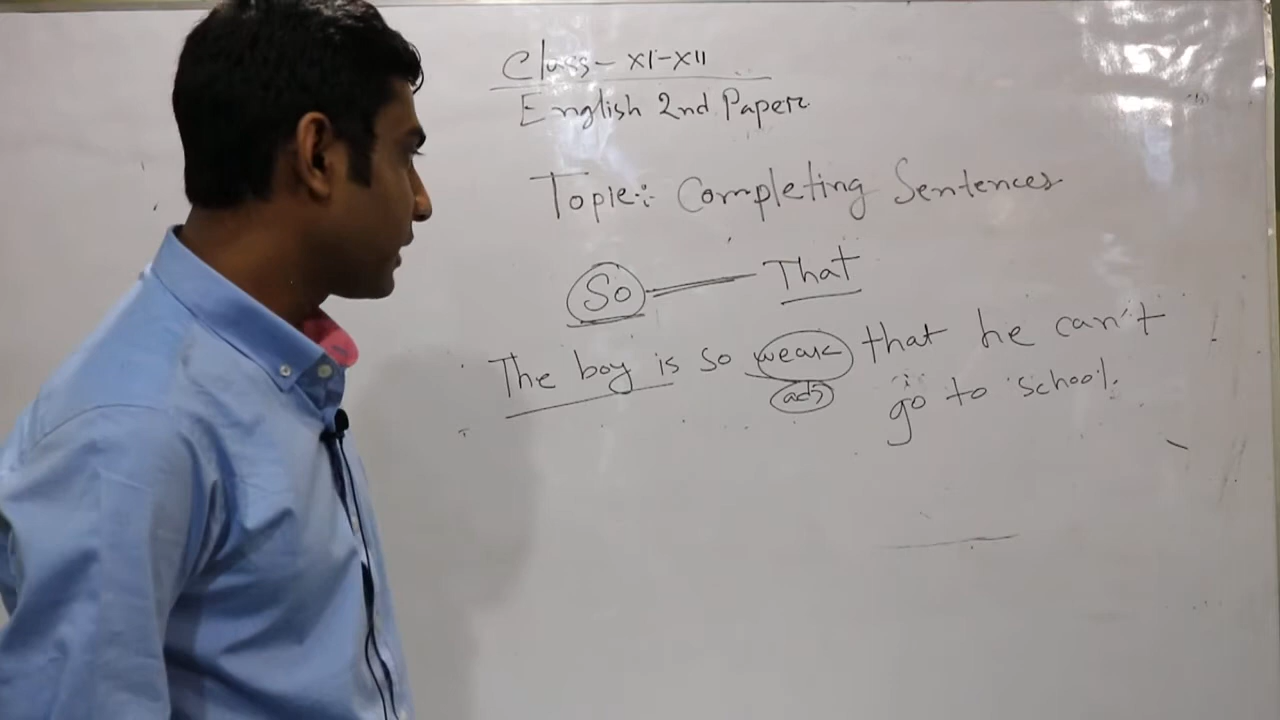 Class - XI-XII
English 2nd Paper
Topic: Completing Sentences
So — That
The boy is so weak that he can't
adj
go to school.